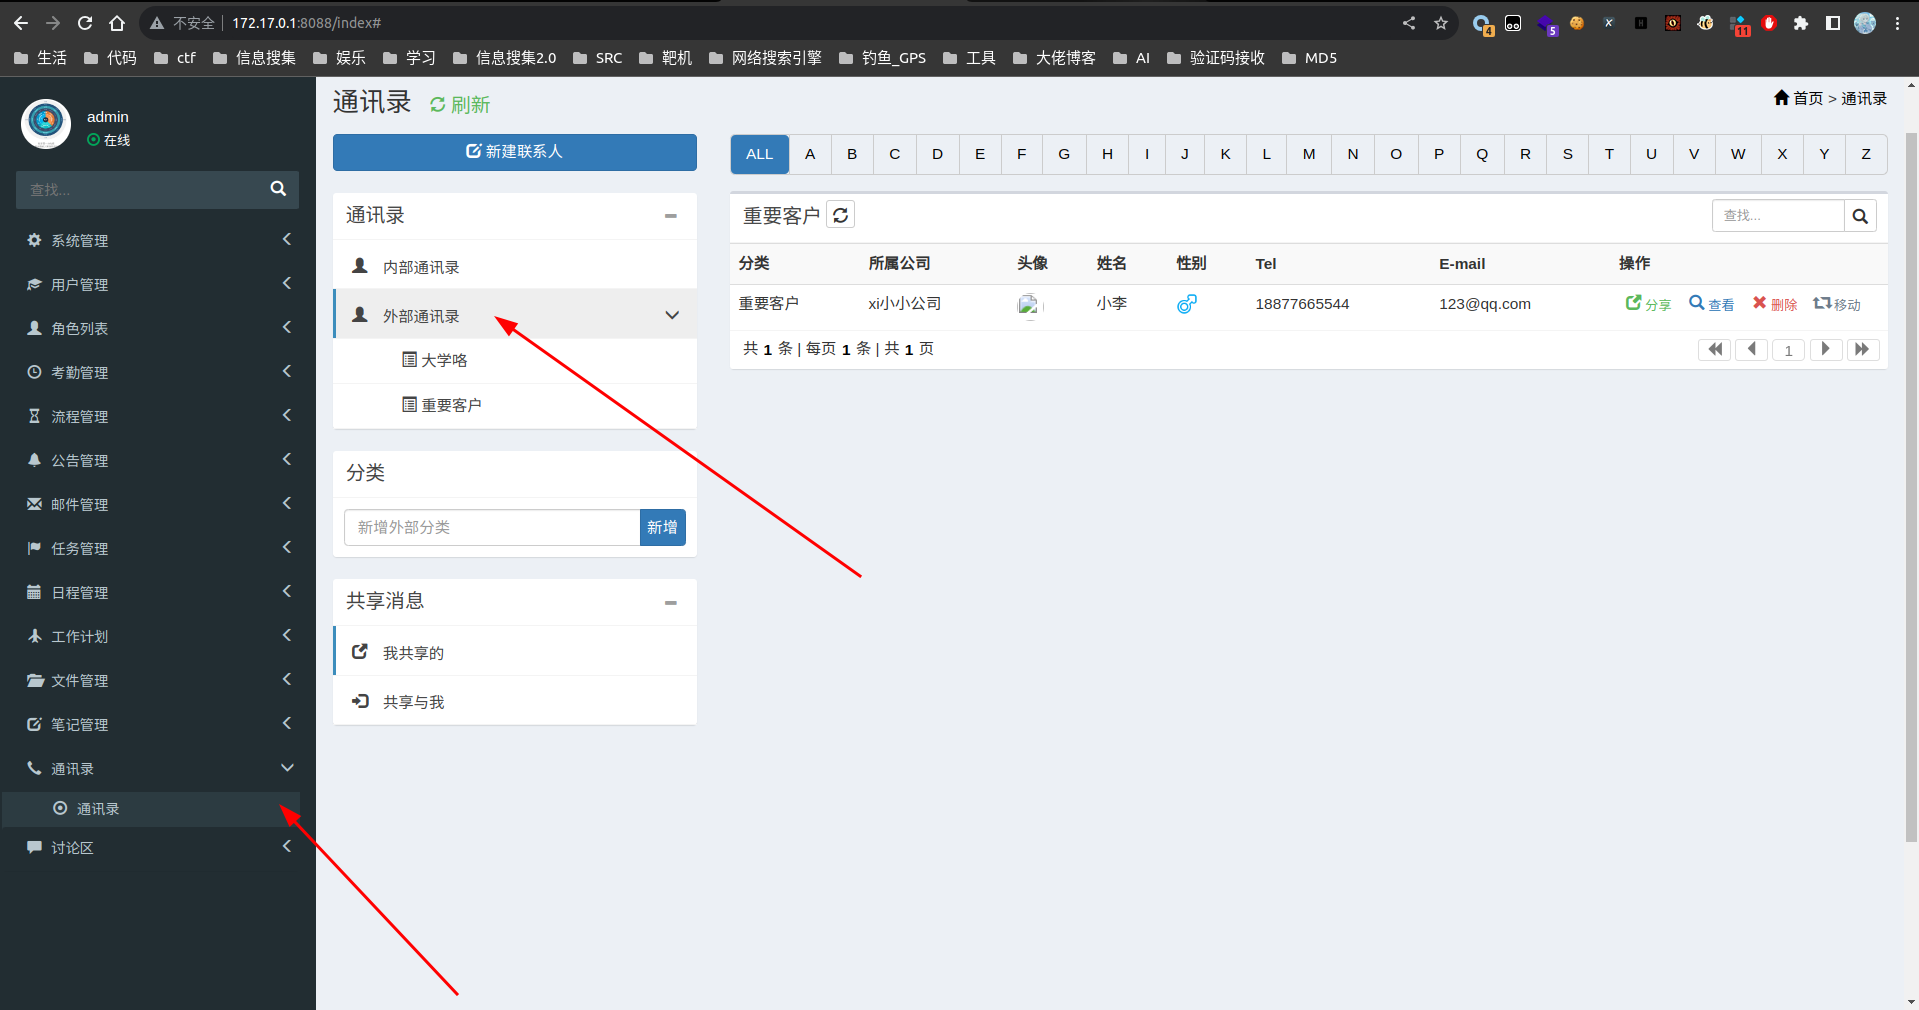 不安全 172.17.0.1:8088/index#
4 5 11
生活 代码 ctf 信息搜集 娱乐 学习 信息搜集2.0 SRC 靶机 网络搜索引擎 钓鱼_GPS 工具 大佬博客 AI 验证码接收 MD5
admin
在线
查找...
系统管理
用户管理
角色列表
考勤管理
流程管理
公告管理
邮件管理
任务管理
日程管理
工作计划
文件管理
笔记管理
通讯录
通讯录
讨论区
通讯录 刷新
首页 > 通讯录
新建联系人
通讯录
内部通讯录
外部通讯录
大学咯
重要客户
分类
新增外部分类 新增
共享消息
我共享的
共享与我
ALL A B C D E F G H I J K L M N O P Q R S T U V W X Y Z
重要客户 查找...
分类 所属公司 头像 姓名 性别 Tel E-mail 操作
重要客户 xi小小公司 小李 18877665544 123@qq.com 分享 查看 删除 移动
共 1 条 | 每页 1 条 | 共 1 页 1